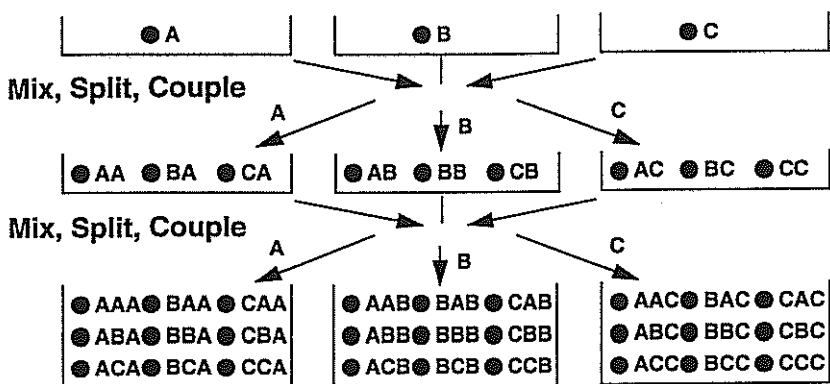 A B C
Mix, Split, Couple
A B C
AA BA CA AB BB CB AC BC CC
Mix, Split, Couple
A B C
AAA BAA CAA AAB BAB CAB AAC BAC CAC
ABA BBA CBA ABB BBB CBB ABC BBC CBC
ACA BCA CCA ACB BCB CCB ACC BCC CCC